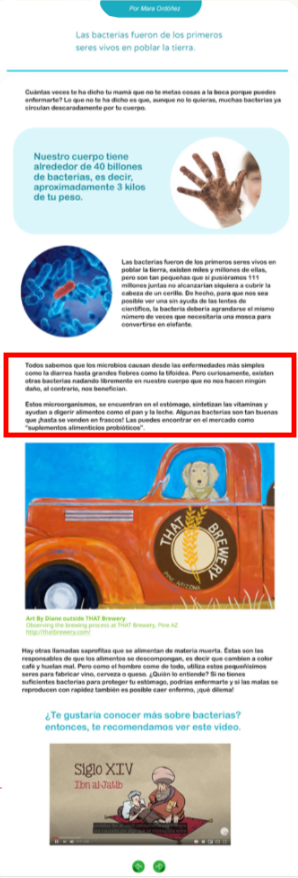 Por Mara Ordóñez
Las bacterias fueron de los primeros
seres vivos en poblar la tierra.
Cuántas veces te ha dicho tu mamá que no te metas cosas a la boca porque puedes
enfermarte? Lo que no te ha dicho es que, aunque no lo quieras, muchas bacterias ya
circulan descaradamente por tu cuerpo.
Nuestro cuerpo tiene
alrededor de 40 billones
de bacterias, es decir,
aproximadamente 3 kilos
de tu peso.
Las bacterias fueron de los primeros seres vivos en
poblar la tierra, existen miles y millones de ellas,
pero son tan pequeñas que si pusiéramos 111
millones juntas no alcanzarían siquiera a cubrir la
cabeza de un cerillo. De hecho, para que nos sea
posible ver una sin ayuda de las lentes de
científico, la bacteria debería agrandarse el mismo
número de veces que necesitaría una mosca para
convertirse en elefante.
Todos sabemos que los microbios causan desde las enfermedades más simples
como la diarrea hasta grandes fiebres como la tifoidea. Pero curiosamente, existen
otras bacterias nadando libremente en nuestro cuerpo que no nos hacen ningún
daño, al contrario, nos benefician.
Estos microorganismos, se encuentran en el estómago, sintetizan las vitaminas y
ayudan a digerir alimentos como el pan y la leche. Algunas bacterias son tan buenas
que ¡hasta se venden en frascos! Las puedes encontrar en el mercado como
"suplementos alimenticios probióticos".
THAT
BREWERY
PINE ARIZONA
Art By Diane outside THAT Brewery
Observing the brewing process at THAT Brewery, Pine AZ
http://thatbrewery.com/
Hay otras llamadas saprofitas que se alimentan de materia muerta. Éstas son las
responsables de que los alimentos se descompongan, es decir que cambien a color
café y huelan mal. Pero como el hombre come de todo, utiliza estos pequeñísimos
seres para fabricar vino, cerveza o queso. ¿Quién lo entiende? Si no tienes
suficientes bacterias para proteger tu estómago, podrías enfermarte y si las malas se
reproducen con rapidez también es posible caer enfermo, ¡qué dilema!
¿Te gustaría conocer más sobre bacterias?
entonces, te recomendamos ver este video.
Siglo XIV
Ibn al-Jatib